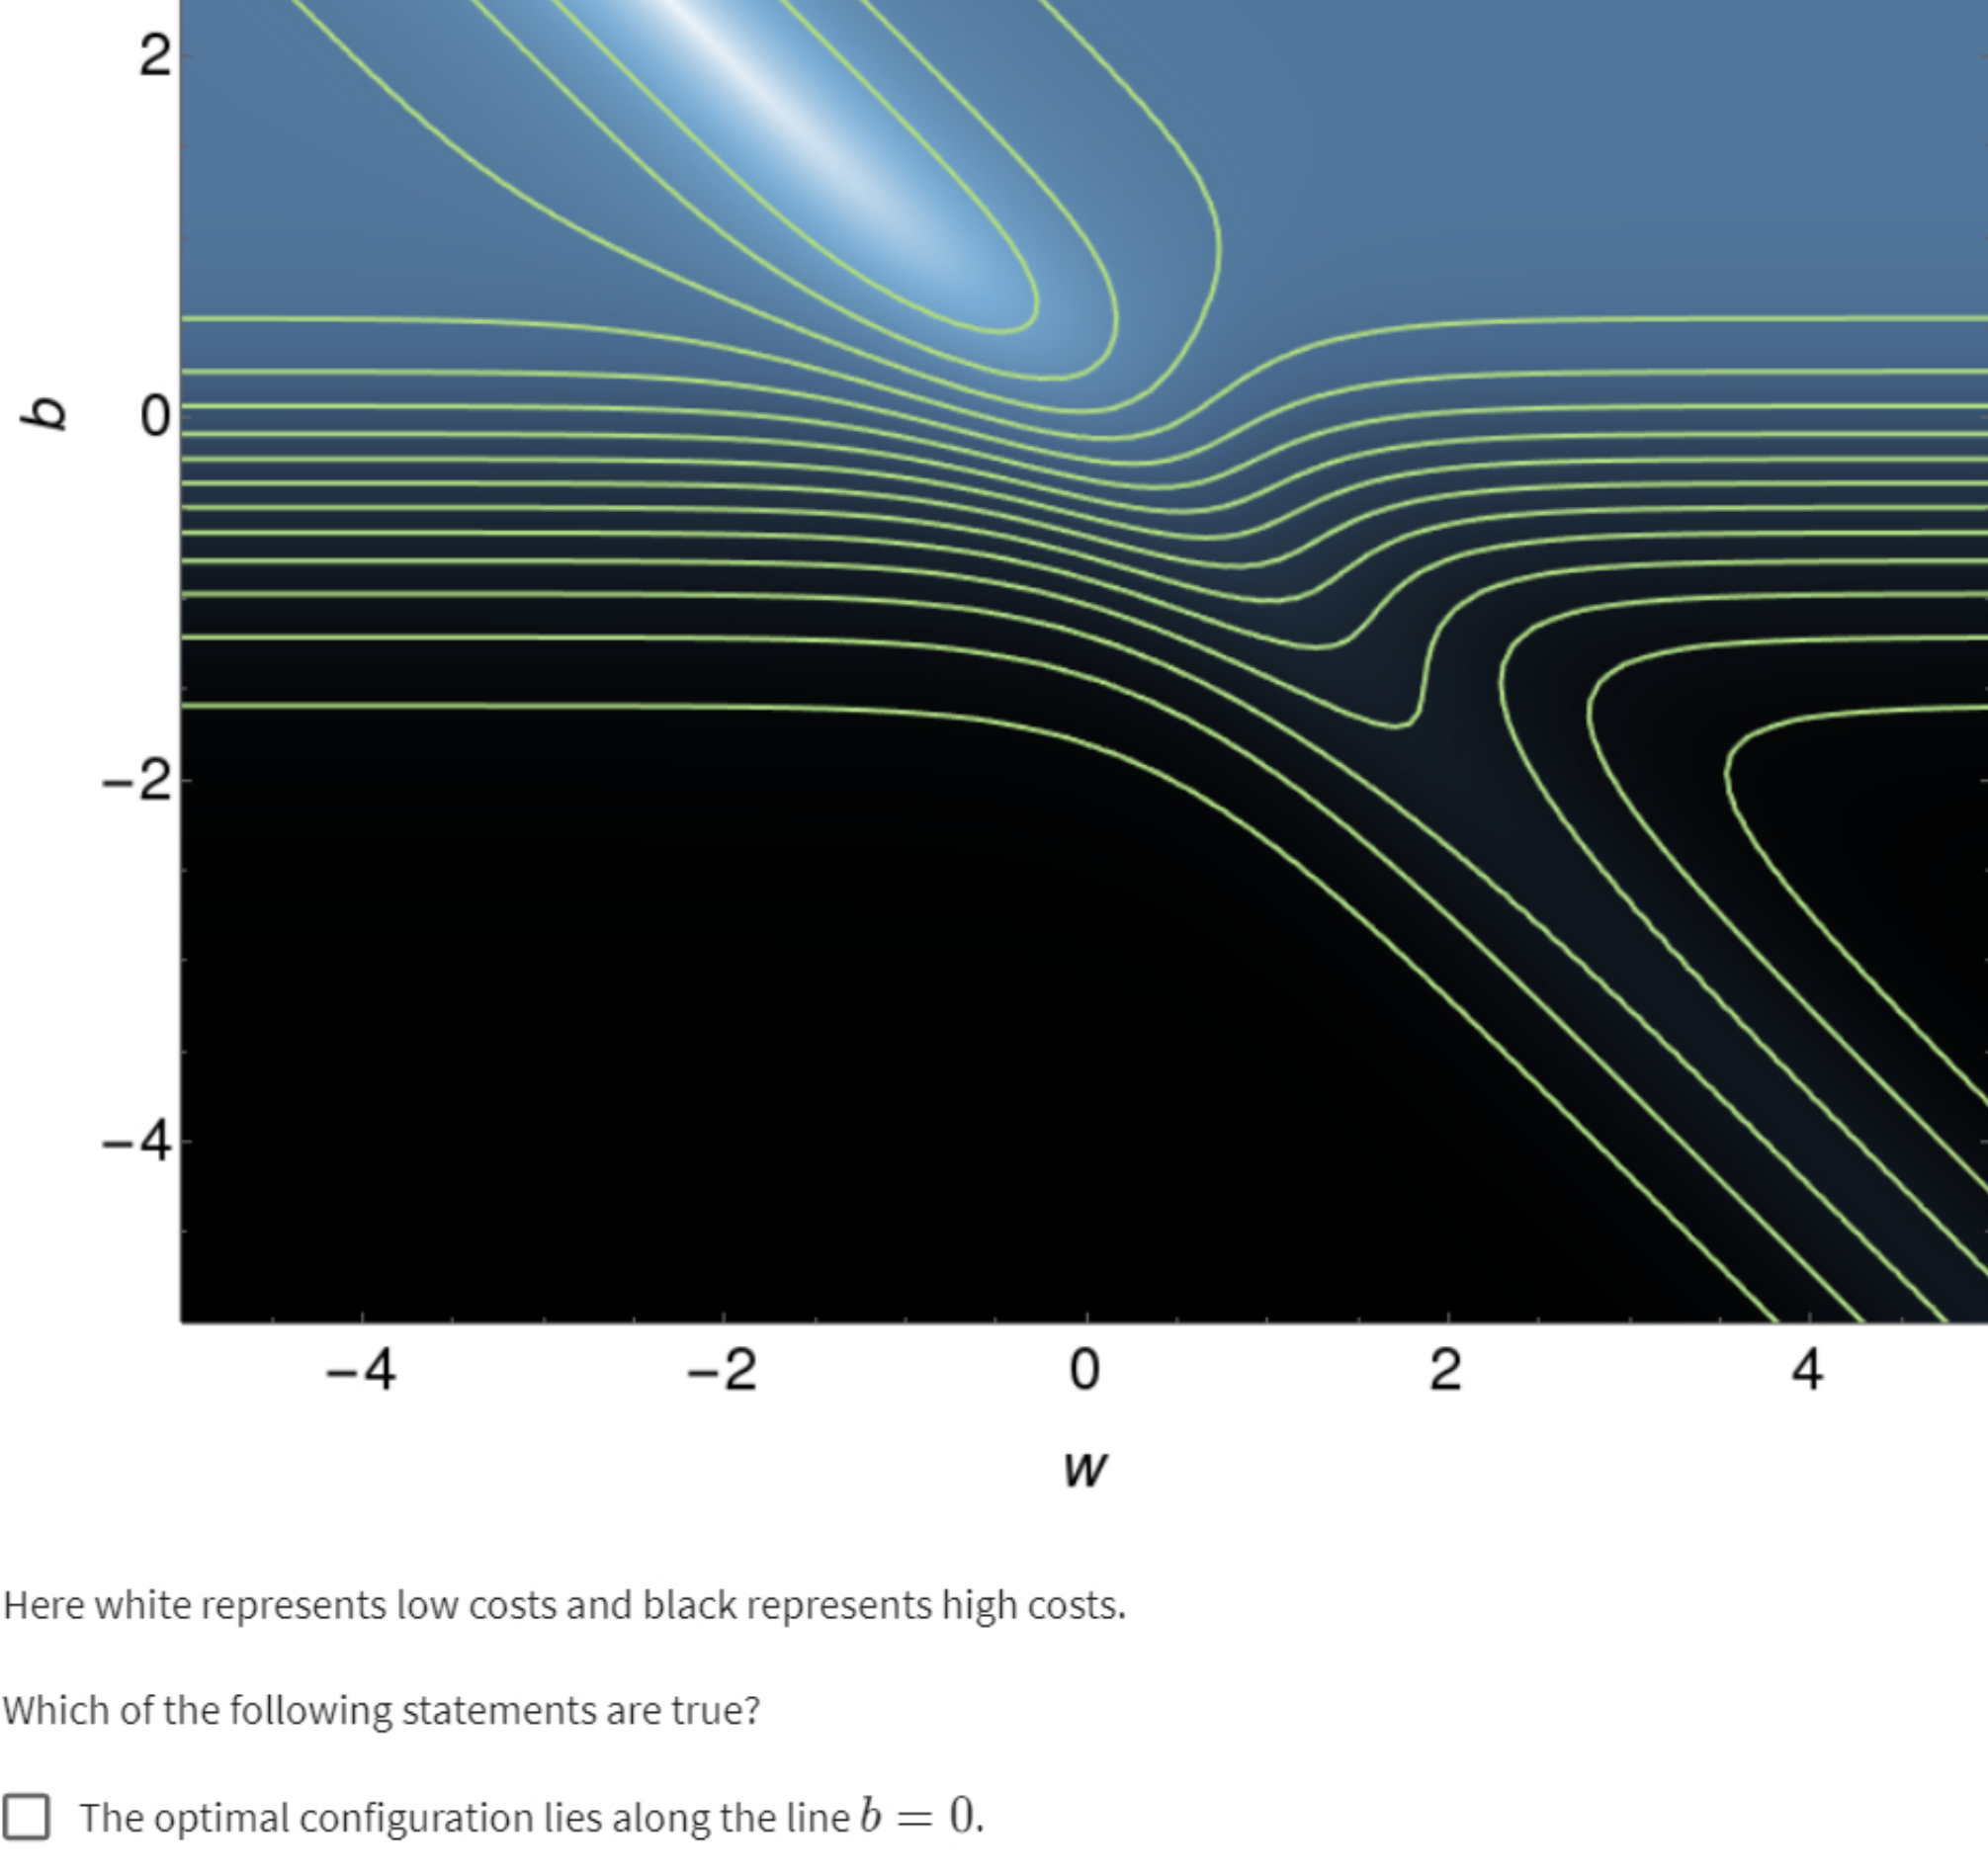 2
b
0
−2
−4
−4 −2 0 2 4
w
Here white represents low costs and black represents high costs.
Which of the following statements are true?
The optimal configuration lies along the line b = 0.